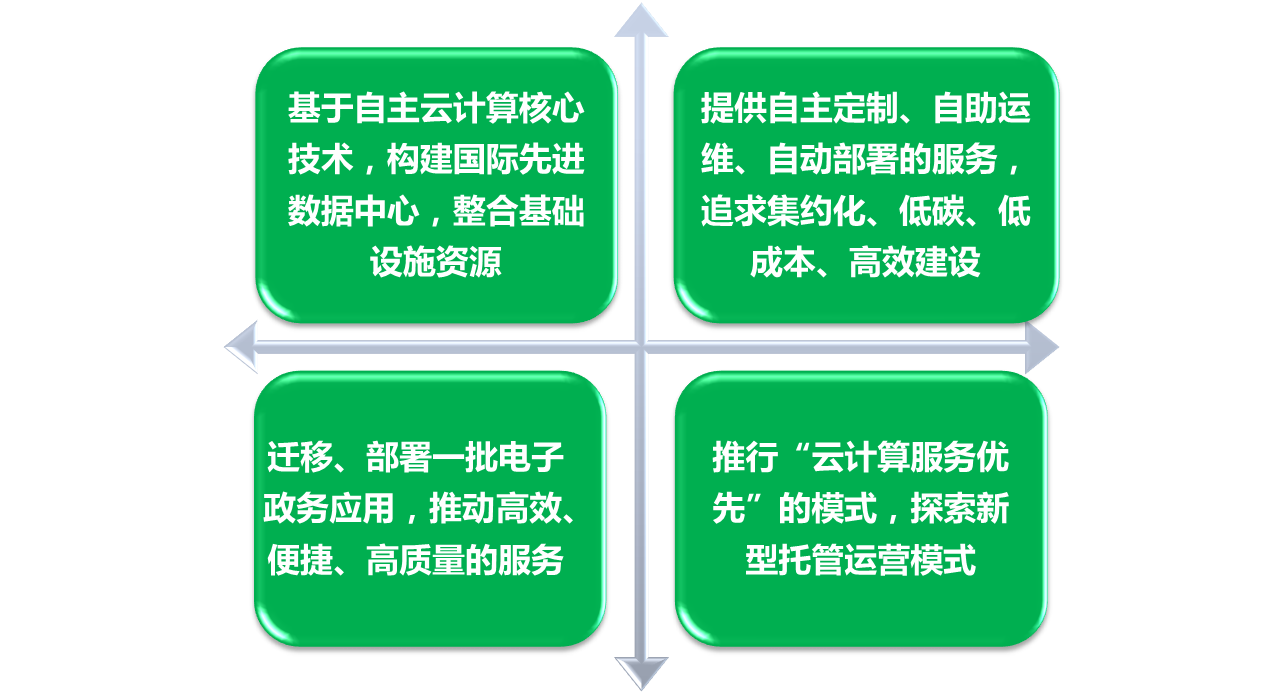 基于自主云计算核心
技术，构建国际先进
数据中心，整合基础
设施资源
提供自主定制、自助运
维、自动部署的服务，
追求集约化、低碳、低
成本、高效建设
迁移、部署一批电子
政务应用，推动高效、
便捷、高质量的服务
推行“云计算服务优
先”的模式，探索新
型托管运营模式